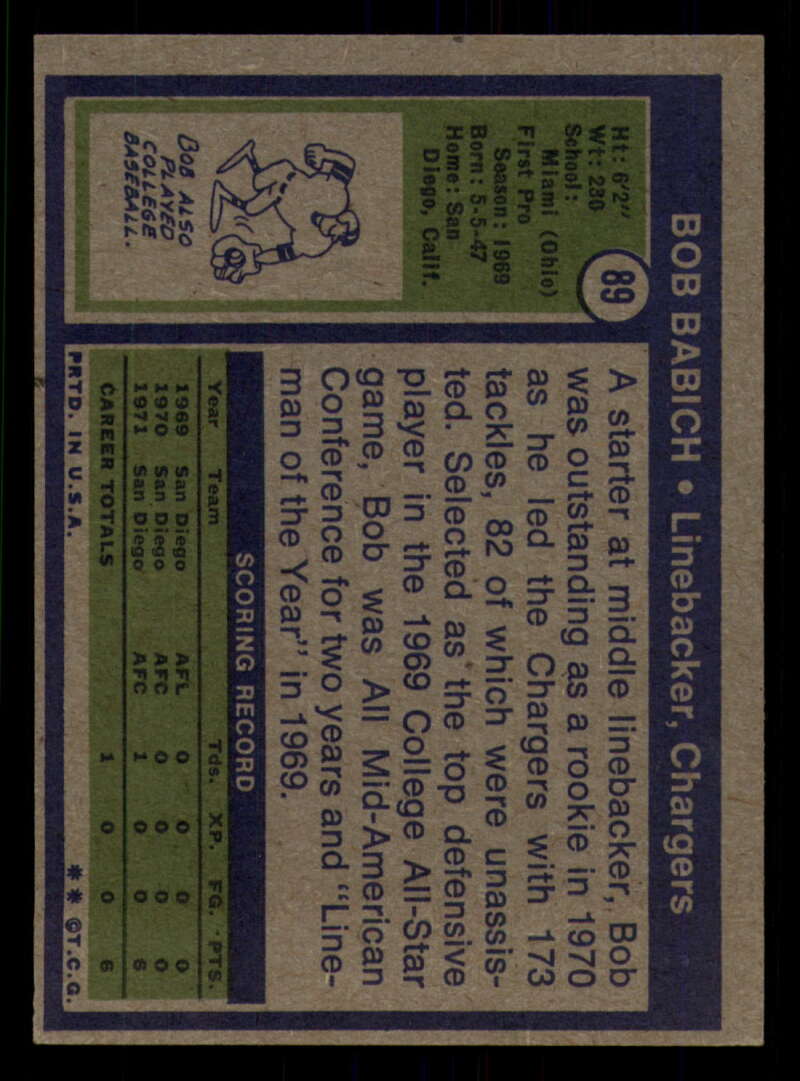 BOB BABICH • Linebacker, Chargers
89
Ht: 6'2"
Wt: 230
School:
Miami (Ohio)
First Pro
Season: 1969
Born: 5-5-47
Home: San
Diego, Calif.
BOB ALSO
PLAYED
COLLEGE
BASEBALL.
A starter at middle linebacker, Bob
was outstanding as a rookie in 1970
as he led the Chargers with 173
tackles, 82 of which were unassis-
ted. Selected as the top defensive
player in the 1969 College All-Star
game, Bob was All Mid-American
Conference for two years and "Line-
man of the Year" in 1969.
SCORING RECORD
Year Team Tds. XP. FG. PTS.
1969 San Diego AFL 0 0 0 0
1970 San Diego AFC 0 0 0 0
1971 San Diego AFC 1 0 0 6
CAREER TOTALS 1 0 0 6
PRTD. IN U.S.A. ** ©T.C.G.